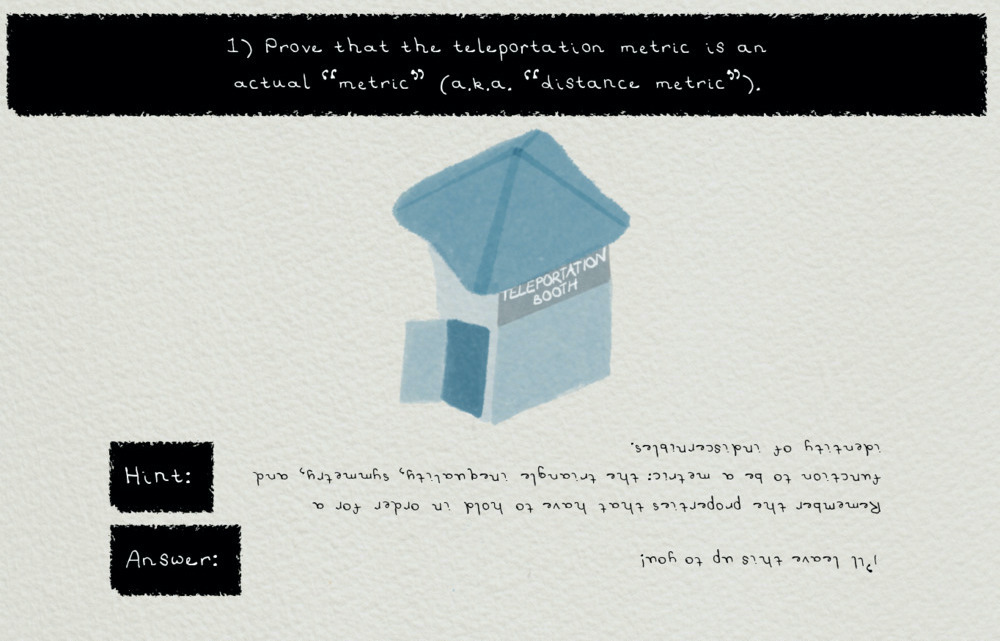 1) Prove that the teleportation metric is an
actual “metric” (a.k.a. “distance metric”).
TELEPORTATION
BOOTH
Hint:
Remember the properties that have to hold in order for a
function to be a metric: the triangle inequality, symmetry, and
identity of indiscernibles.
Answer:
I'll leave this up to you!